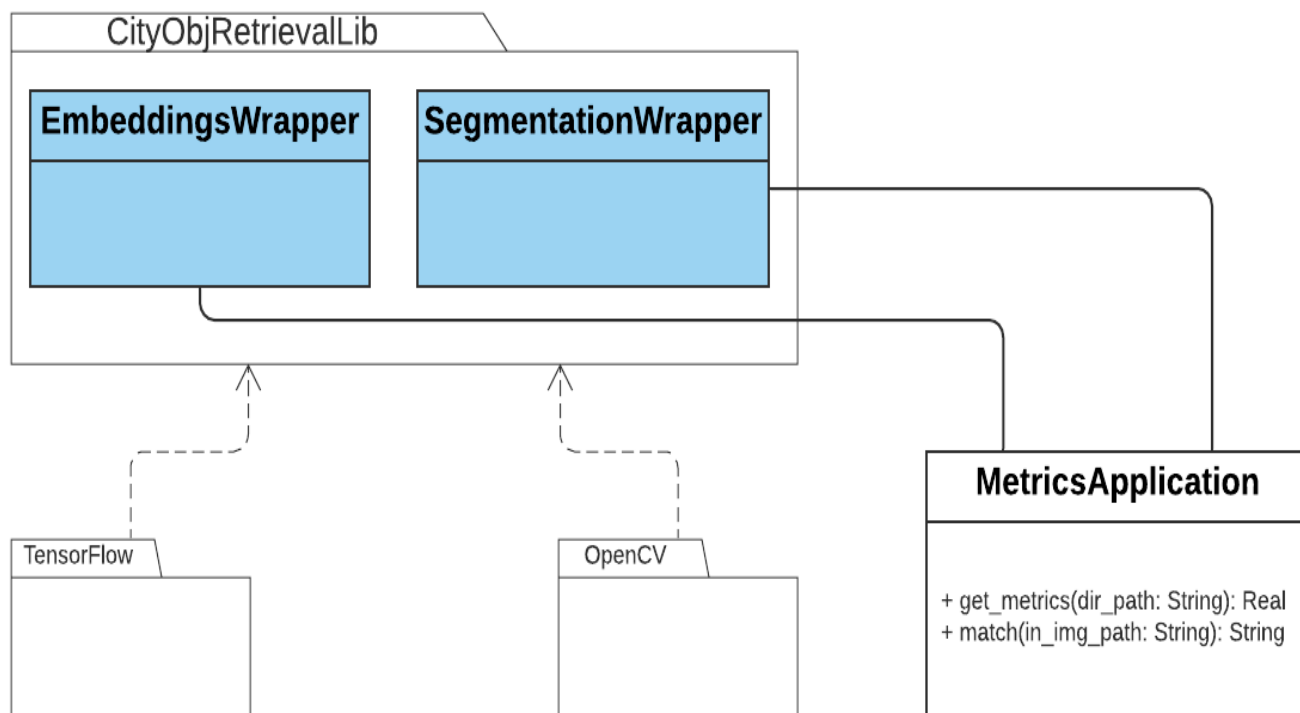 CityObjRetrievalLib
EmbeddingsWrapper
SegmentationWrapper
MetricsApplication
TensorFlow
OpenCV
+ get_metrics(dir_path: String): Real
+ match(in_img_path: String): String